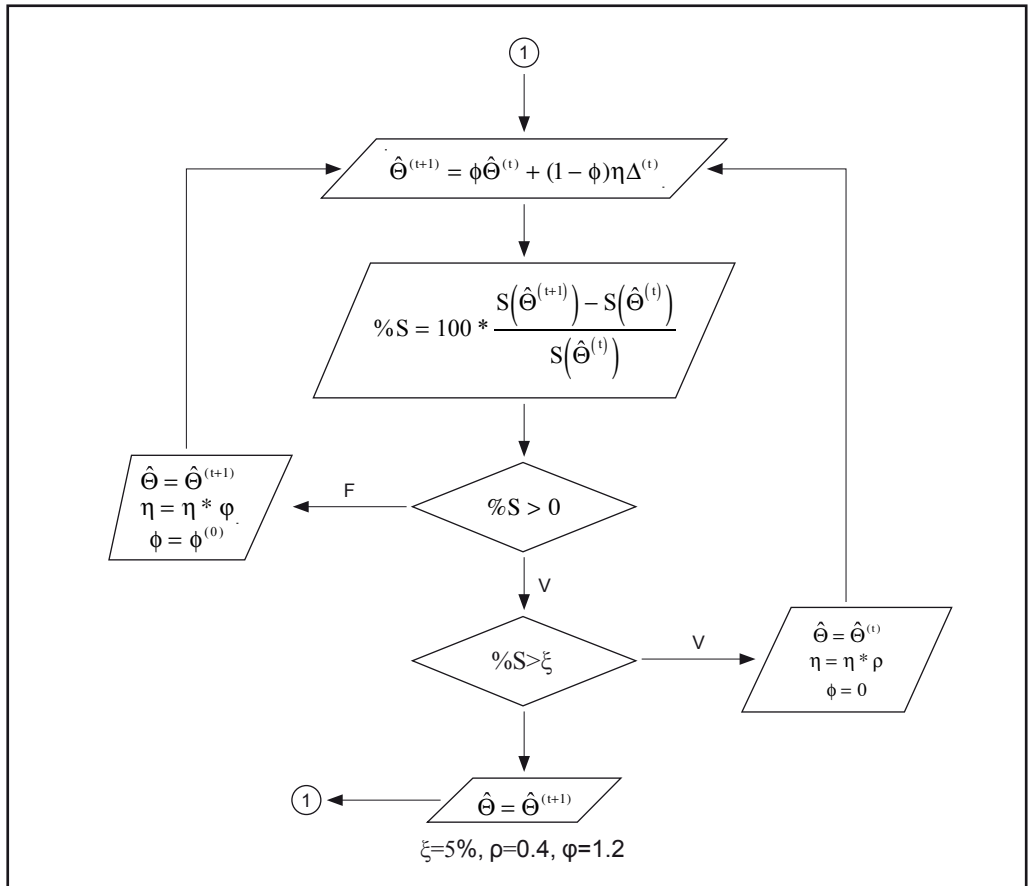 1
Θ̂⁽ᵗ⁺¹⁾ = ϕΘ̂⁽ᵗ⁾ + (1 − ϕ)ηΔ⁽ᵗ⁾
%S = 100 * (S(Θ̂⁽ᵗ⁺¹⁾) − S(Θ̂⁽ᵗ⁾)) / S(Θ̂⁽ᵗ⁾)
%S > 0
F
Θ̂ = Θ̂⁽ᵗ⁺¹⁾
η = η * φ
ϕ = ϕ⁽⁰⁾
V
%S>ξ
V
Θ̂ = Θ̂⁽ᵗ⁾
η = η * ρ
ϕ = 0
Θ̂ = Θ̂⁽ᵗ⁺¹⁾
1
ξ=5%, ρ=0.4, φ=1.2